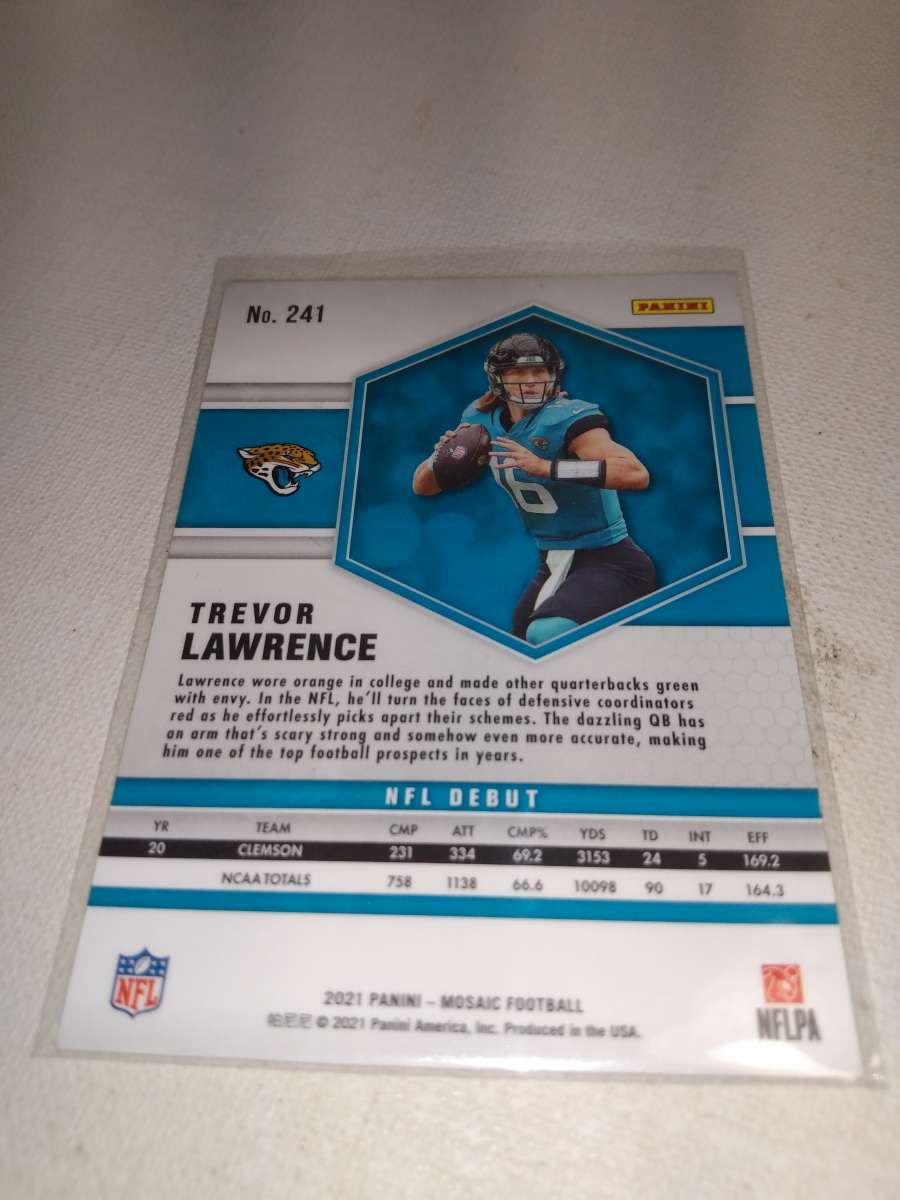 No. 241
PANINI
16
TREVOR
LAWRENCE
Lawrence wore orange in college and made other quarterbacks green
with envy. In the NFL, he'll turn the faces of defensive coordinators
red as he effortlessly picks apart their schemes. The dazzling QB has
an arm that's scary strong and somehow even more accurate, making
him one of the top football prospects in years.
NFL DEBUT
YR TEAM CMP ATT CMP% YDS TD INT EFF
20 CLEMSON 231 334 69.2 3153 24 5 169.2
NCAA TOTALS 758 1138 66.6 10098 90 17 164.3
NFL
NFLPA
2021 PANINI – MOSAIC FOOTBALL
帕尼尼 © 2021 Panini America, Inc. Produced in the USA.